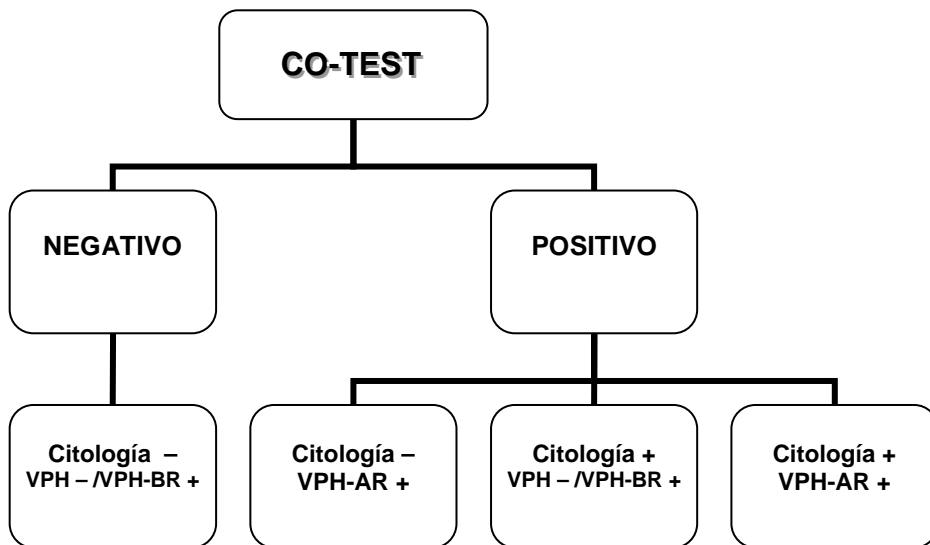 CO-TEST
NEGATIVO
POSITIVO
Citología –
VPH – /VPH-BR +
Citología –
VPH-AR +
Citología +
VPH – /VPH-BR +
Citología +
VPH-AR +